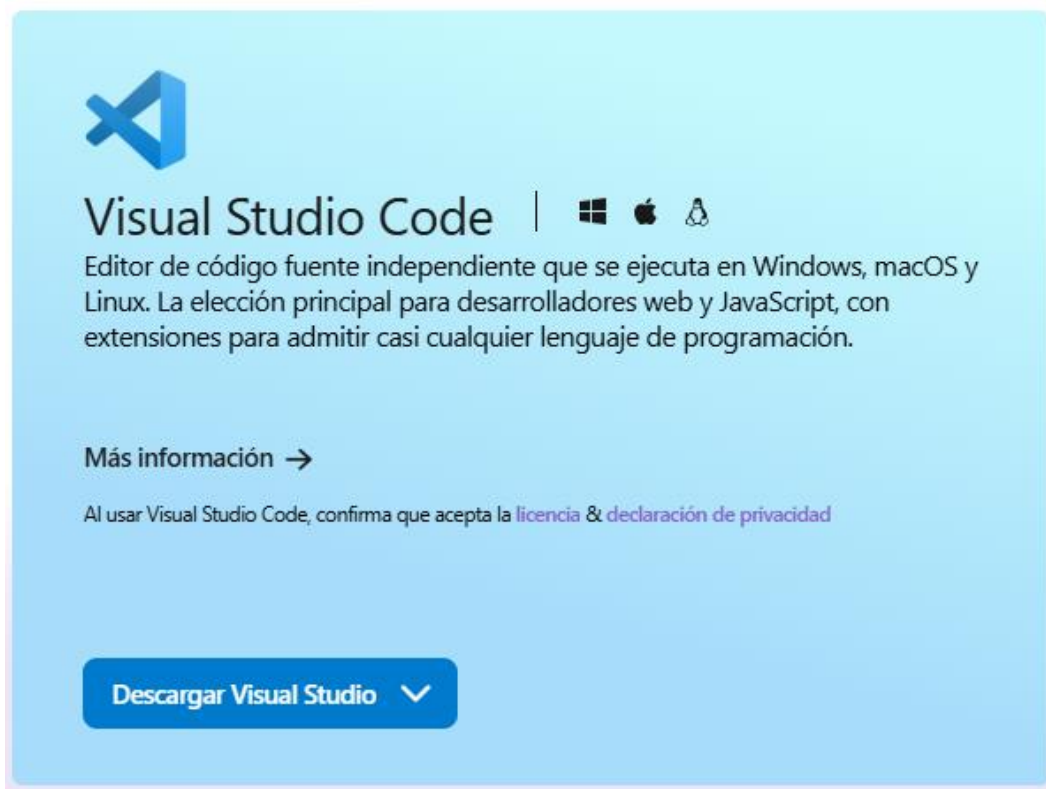 Visual Studio Code
Editor de código fuente independiente que se ejecuta en Windows, macOS y
Linux. La elección principal para desarrolladores web y JavaScript, con
extensiones para admitir casi cualquier lenguaje de programación.
Más información →
Al usar Visual Studio Code, confirma que acepta la licencia & declaración de privacidad
Descargar Visual Studio